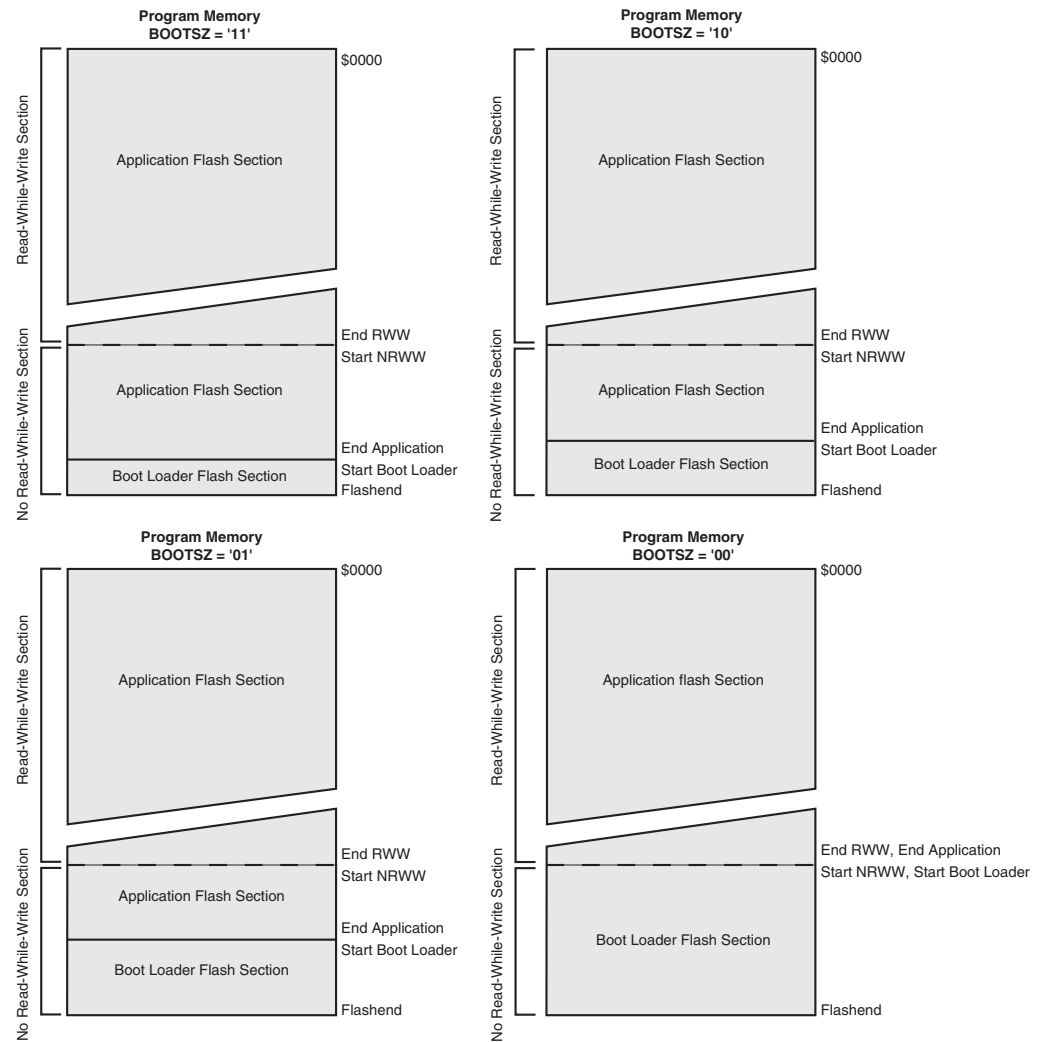 Program Memory
BOOTSZ = '11'
$0000
Read-While-Write Section
Application Flash Section
End RWW
Start NRWW
No Read-While-Write Section
Application Flash Section
End Application
Start Boot Loader
Boot Loader Flash Section
Flashend
Program Memory
BOOTSZ = '10'
$0000
Read-While-Write Section
Application Flash Section
End RWW
Start NRWW
No Read-While-Write Section
Application Flash Section
End Application
Start Boot Loader
Boot Loader Flash Section
Flashend
Program Memory
BOOTSZ = '01'
$0000
Read-While-Write Section
Application Flash Section
End RWW
Start NRWW
No Read-While-Write Section
Application Flash Section
End Application
Start Boot Loader
Boot Loader Flash Section
Flashend
Program Memory
BOOTSZ = '00'
$0000
Read-While-Write Section
Application flash Section
End RWW, End Application
Start NRWW, Start Boot Loader
No Read-While-Write Section
Boot Loader Flash Section
Flashend